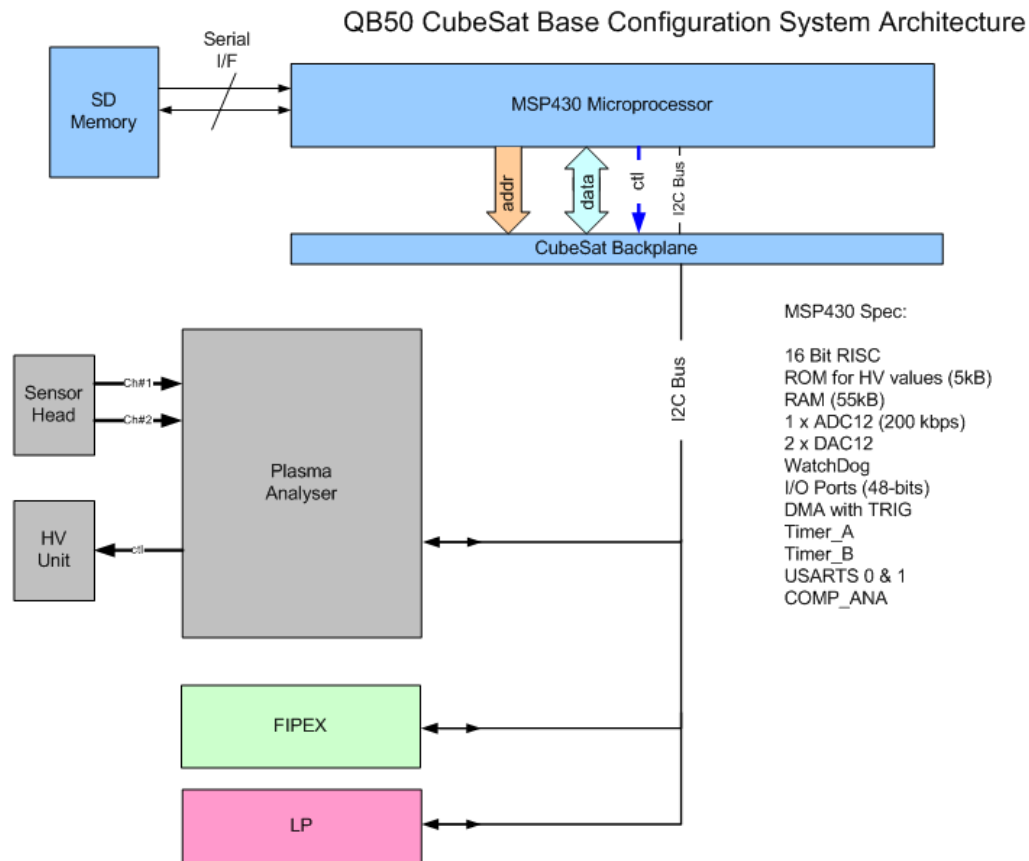 QB50 CubeSat Base Configuration System Architecture
Serial
I/F
SD
Memory
MSP430 Microprocessor
addr
data
ctl
I2C Bus
CubeSat Backplane
MSP430 Spec:
16 Bit RISC
ROM for HV values (5kB)
RAM (55kB)
1 x ADC12 (200 kbps)
2 x DAC12
WatchDog
I/O Ports (48-bits)
DMA with TRIG
Timer_A
Timer_B
USARTS 0 & 1
COMP_ANA
I2C Bus
Sensor
Head
Ch#1
Ch#2
Plasma
Analyser
HV
Unit
ctl
FIPEX
LP